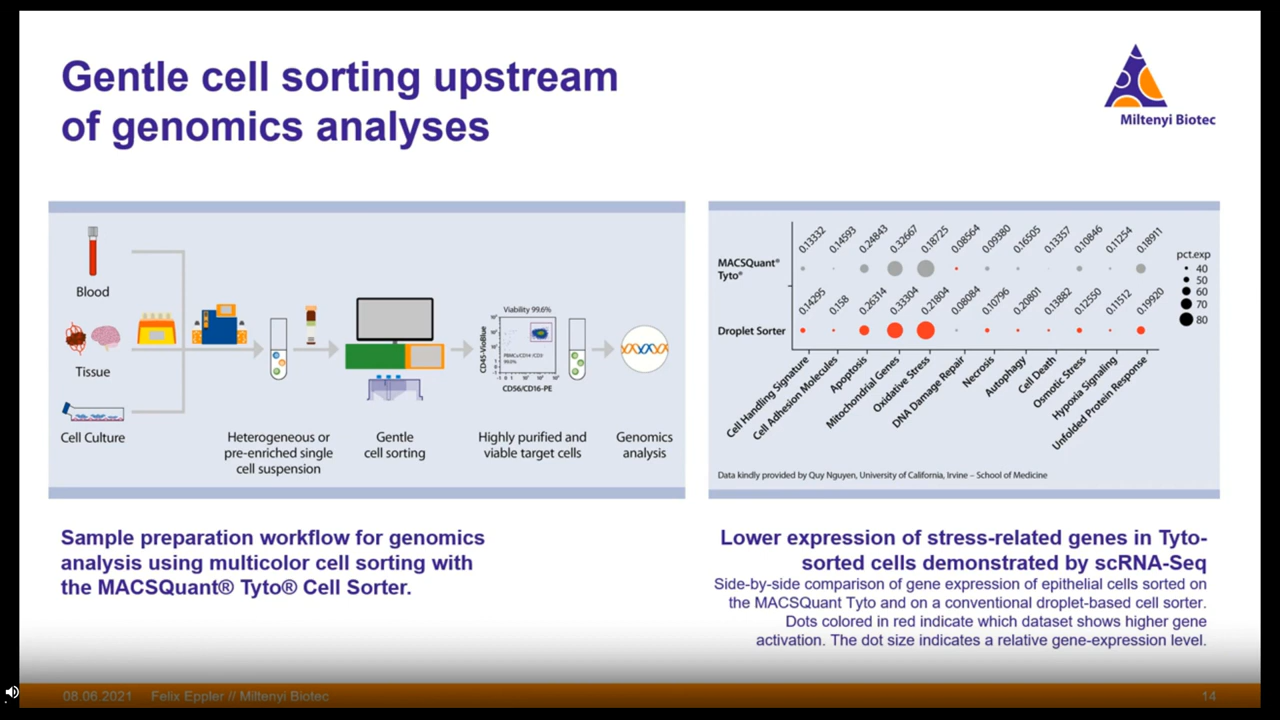 Gentle cell sorting upstream
of genomics analyses
Miltenyi Biotec
Blood
Tissue
Cell Culture
Heterogeneous or
pre-enriched single
cell suspension
Gentle
cell sorting
Viability 99.6%
CD45-VioBlue
CD56/CD16-PE
Highly purified and
viable target cells
Genomics
analysis
MACSQuant®
Tyto®
0.13332 0.14593 0.24843 0.32667 0.18725 0.08564 0.09380 0.16505 0.13357 0.10846 0.11254 0.18911
Droplet Sorter
0.14295 0.158 0.26314 0.33304 0.21804 0.08084 0.10796 0.20801 0.13882 0.12550 0.11512 0.19920
Cell Handling Signature
Cell Adhesion Molecules
Apoptosis
Mitochondrial Genes
Oxidative Stress
DNA Damage Repair
Necrosis
Autophagy
Cell Death
Osmotic Stress
Hypoxia Signaling
Unfolded Protein Response
pct.exp
40
50
60
70
80
Data kindly provided by Quy Nguyen, University of California, Irvine – School of Medicine
Sample preparation workflow for genomics
analysis using multicolor cell sorting with
the MACSQuant® Tyto® Cell Sorter.
Lower expression of stress-related genes in Tyto-
sorted cells demonstrated by scRNA-Seq
Side-by-side comparison of gene expression of epithelial cells sorted on
the MACSQuant Tyto and on a conventional droplet-based cell sorter.
Dots colored in red indicate which dataset shows higher gene
activation. The dot size indicates a relative gene-expression level.
08.06.2021 Felix Eppler // Miltenyi Biotec
14